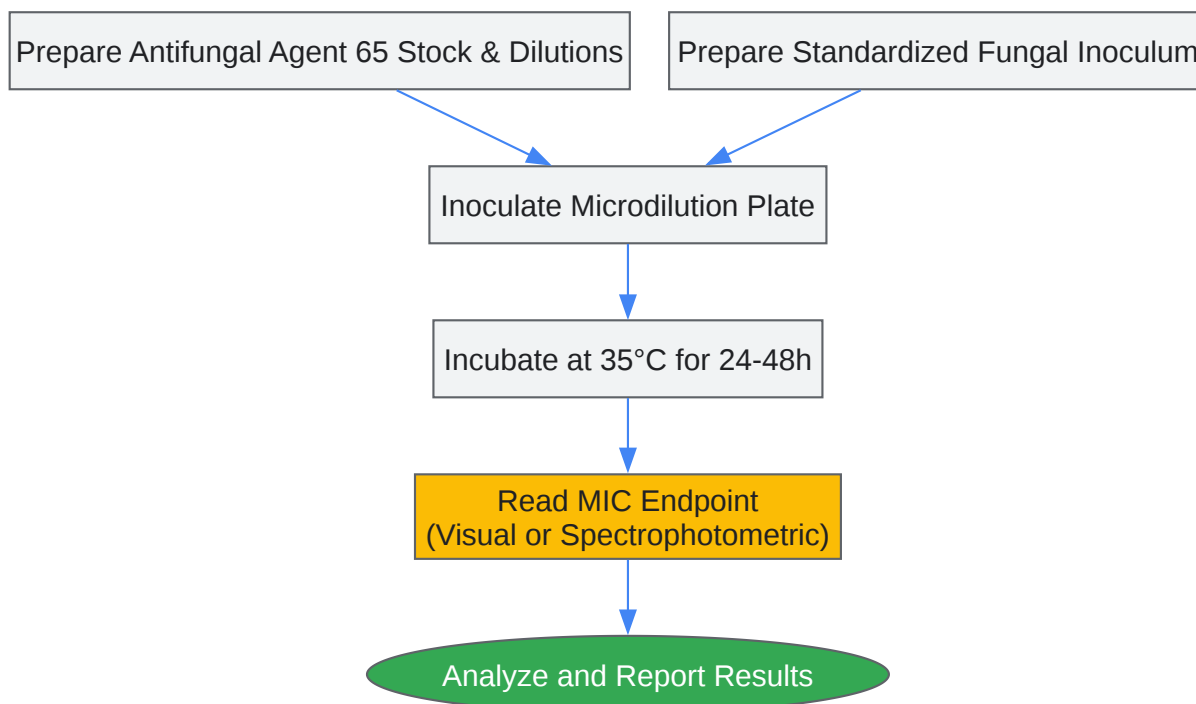 Prepare Antifungal Agent 65 Stock & Dilutions
Prepare Standardized Fungal Inoculum
Inoculate Microdilution Plate
Incubate at 35°C for 24-48h
Read MIC Endpoint
(Visual or Spectrophotometric)
Analyze and Report Results